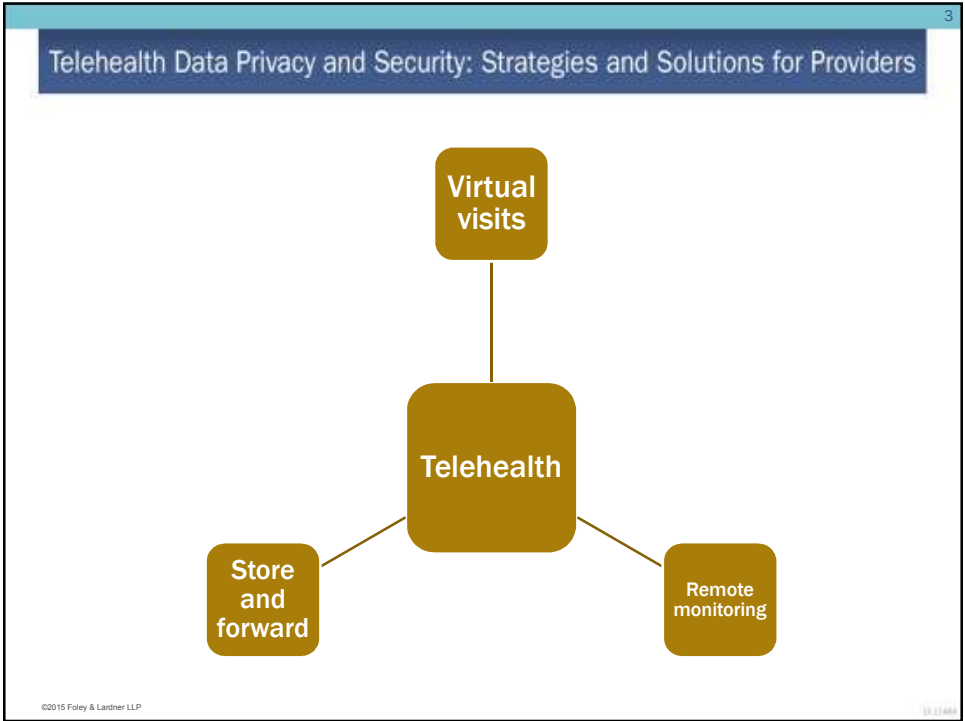 3
Telehealth Data Privacy and Security: Strategies and Solutions for Providers
Virtual
visits
Telehealth
Store
and
forward
Remote
monitoring
©2015 Foley & Lardner LLP